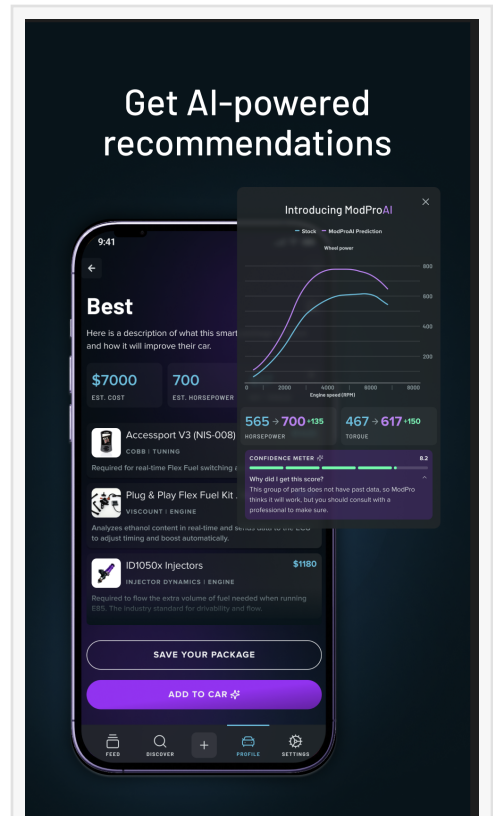 Get AI-powered
recommendations
9:41
Best
Here is a description of what this smart
and how it will improve their car.
$7000
EST. COST
700
EST. HORSEPOWER
Accessport V3 (NIS-008)
COBB | TUNING
Required for real-time Flex Fuel switching
Plug & Play Flex Fuel Kit
VISCOUNT | ENGINE
Analyzes ethanol content in real-time and sends data to the ECU
to adjust timing and boost automatically.
ID1050x Injectors
$1180
INJECTOR DYNAMICS | ENGINE
Required to flow the extra volume of fuel needed when running
E85. The industry standard for drivability and flow.
SAVE YOUR PACKAGE
ADD TO CAR
FEED
DISCOVER
PROFILE
SETTINGS
Introducing ModProAI
Stock
ModProAI Prediction
Wheel power
800
600
400
200
0
2000
4000
6000
8000
Engine speed (RPM)
565 → 700 +135
HORSEPOWER
467 → 617 +150
TORQUE
CONFIDENCE METER
8.2
Why did I get this score?
This group of parts does not have past data, so ModPro
thinks it will work, but you should consult with a
professional to make sure.